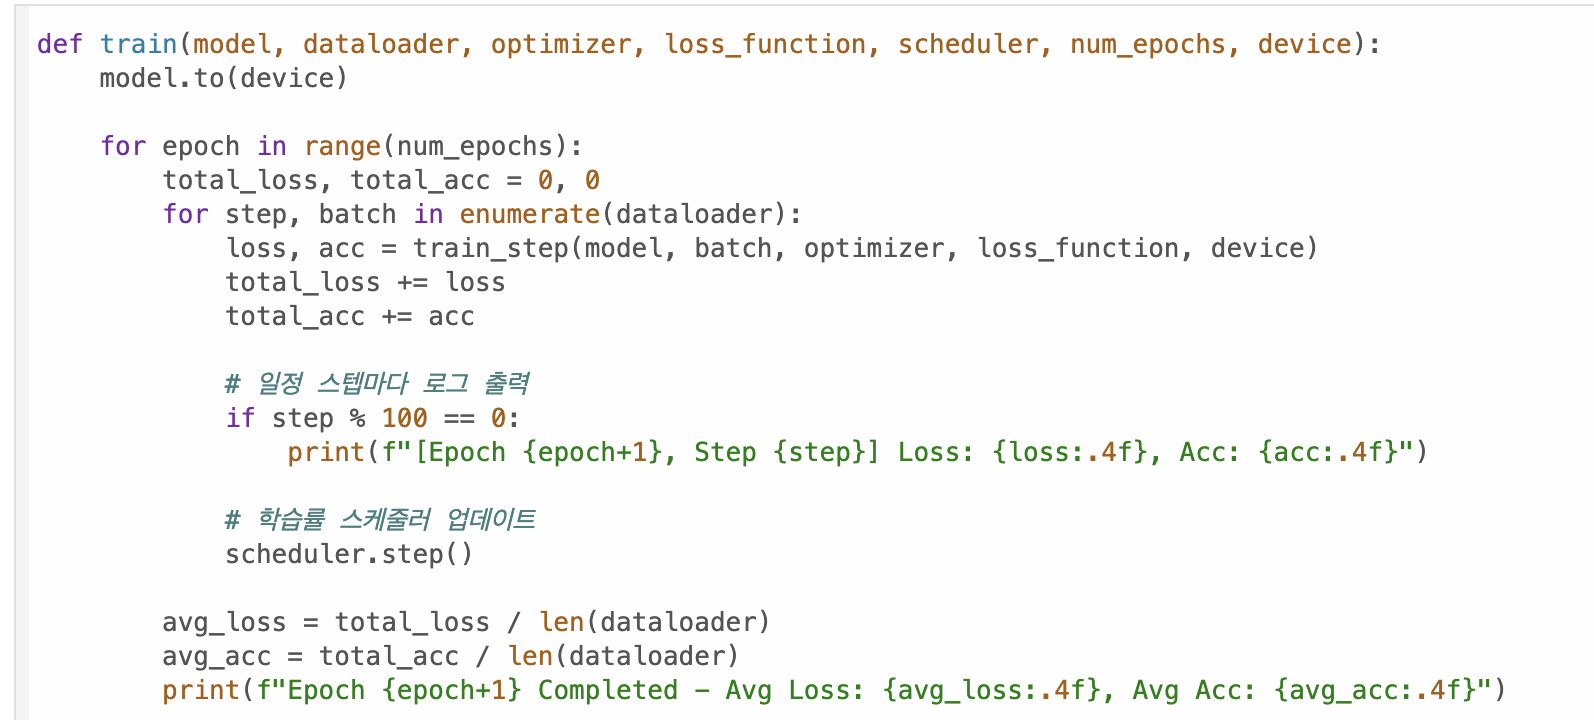 def train(model, dataloader, optimizer, loss_function, scheduler, num_epochs, device):
    model.to(device)

    for epoch in range(num_epochs):
        total_loss, total_acc = 0, 0
        for step, batch in enumerate(dataloader):
            loss, acc = train_step(model, batch, optimizer, loss_function, device)
            total_loss += loss
            total_acc += acc

            # 일정 스텝마다 로그 출력
            if step % 100 == 0:
                print(f"[Epoch {epoch+1}, Step {step}] Loss: {loss:.4f}, Acc: {acc:.4f}")

            # 학습률 스케줄러 업데이트
            scheduler.step()

        avg_loss = total_loss / len(dataloader)
        avg_acc = total_acc / len(dataloader)
        print(f"Epoch {epoch+1} Completed – Avg Loss: {avg_loss:.4f}, Avg Acc: {avg_acc:.4f}")